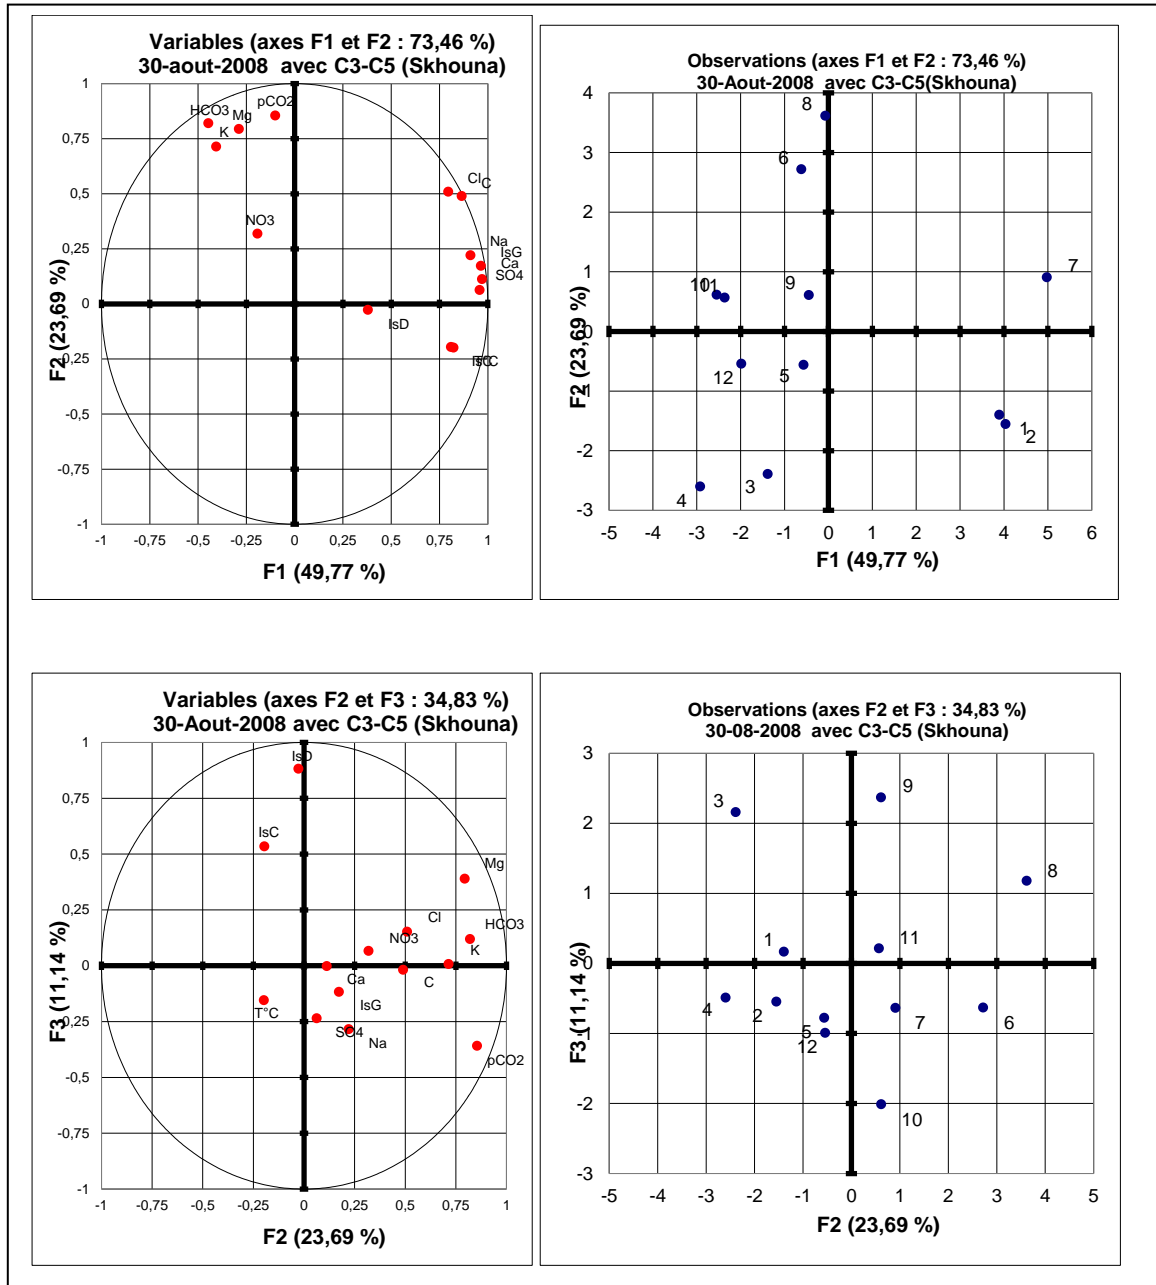 Variables (axes F1 et F2 : 73,46 %)
30-aout-2008 avec C3-C5 (Skhouna)
1
0,75
0,5
0,25
0
-0,25
-0,5
-0,75
-1
F2 (23,69 %)
pCO2
HCO3
Mg
K
Cl
C
NO3
Na
IsG
Ca
SO4
IsD
IsC
T°C
-1
-0,75
-0,5
-0,25
0
0,25
0,5
0,75
1
F1 (49,77 %)
Observations (axes F1 et F2 : 73,46 %)
30-Aout-2008 avec C3-C5(Skhouna)
4
3
2
1
0
-1
-2
-3
F2 (23,69 %)
8
6
7
10
11
9
12
5
1
2
3
4
-5
-4
-3
-2
-1
0
1
2
3
4
5
6
F1 (49,77 %)
Variables (axes F2 et F3 : 34,83 %)
30-Aout-2008 avec C3-C5 (Skhouna)
1
0,75
0,5
0,25
0
-0,25
-0,5
-0,75
-1
F3 (11,14 %)
IsD
IsC
Mg
Cl
HCO3
NO3
K
Ca
C
T°C
IsG
SO4
Na
pCO2
-1
-0,75
-0,5
-0,25
0
0,25
0,5
0,75
1
F2 (23,69 %)
Observations (axes F2 et F3 : 34,83 %)
30-08-2008 avec C3-C5 (Skhouna)
3
2
1
0
-1
-2
-3
F3 (11,14 %)
3
9
8
1
11
4
2
5
12
7
6
10
-5
-4
-3
-2
-1
0
1
2
3
4
5
F2 (23,69 %)